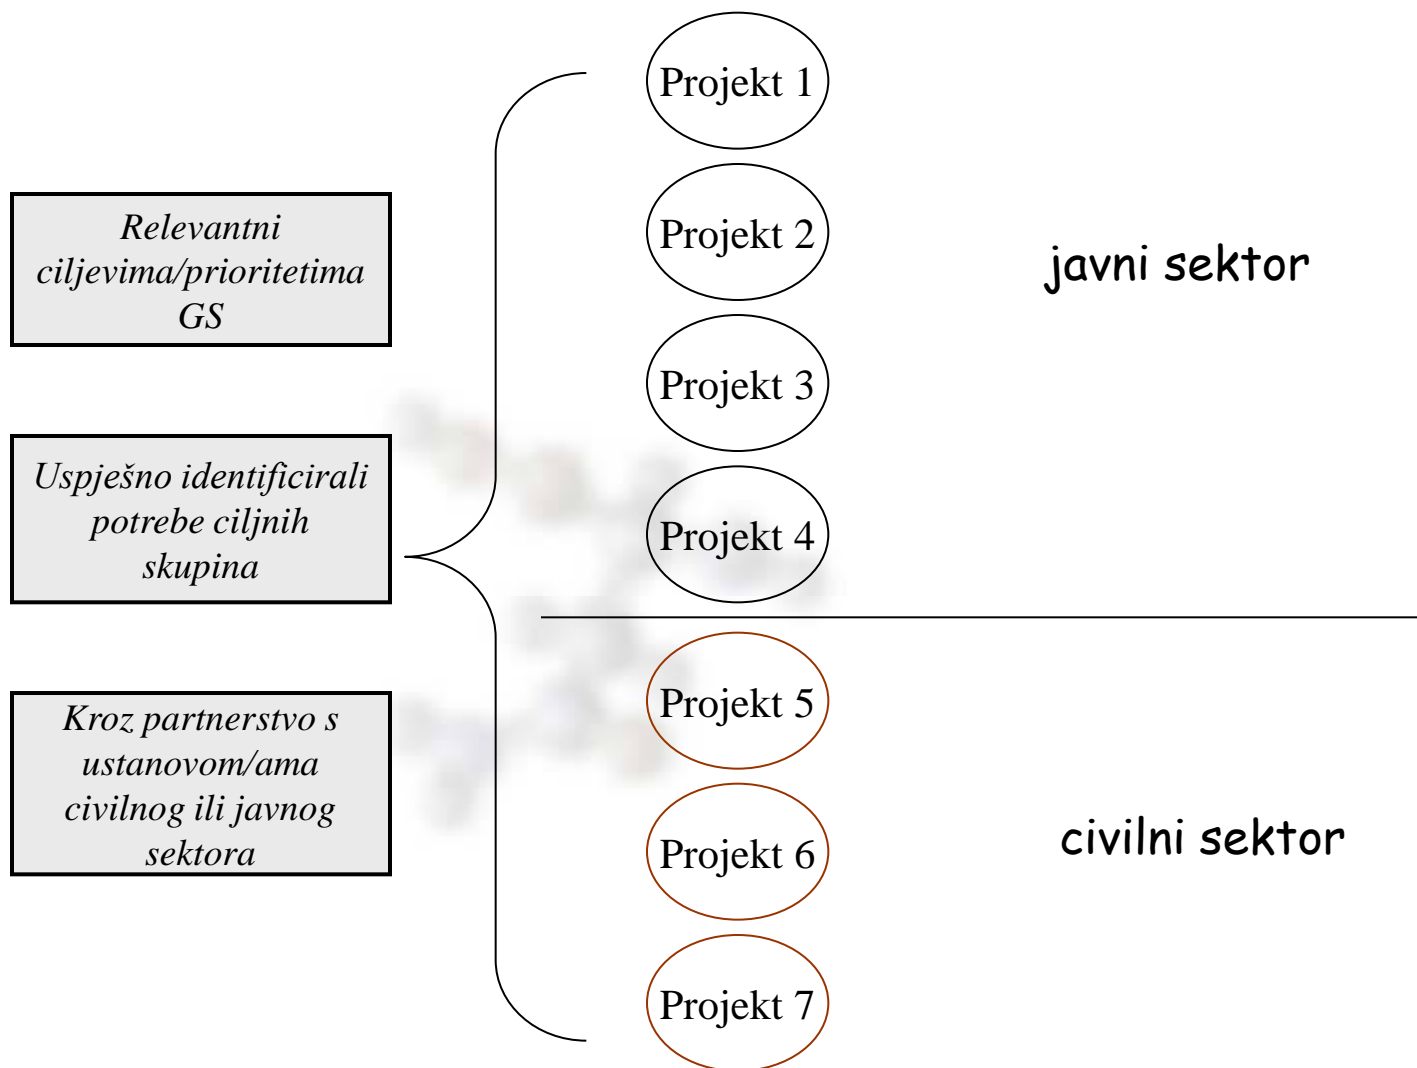 Relevantni
ciljevima/prioritetima
GS
Uspješno identificirali
potrebe ciljnih
skupina
Kroz partnerstvo s
ustanovom/ama
civilnog ili javnog
sektora
Projekt 1
Projekt 2
Projekt 3
Projekt 4
Projekt 5
Projekt 6
Projekt 7
javni sektor
civilni sektor